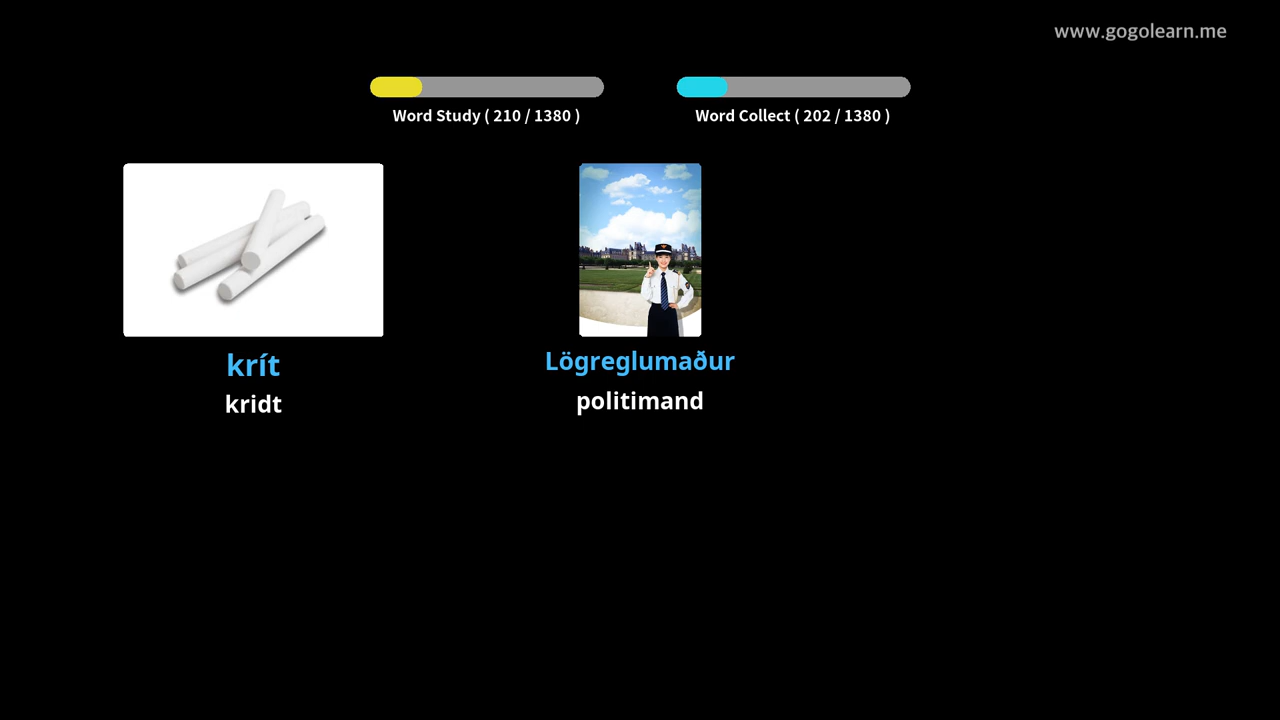 www.gogolearn.me
Word Study ( 210 / 1380 )
Word Collect ( 202 / 1380 )
krít
kridt
Lögreglumaður
politimand